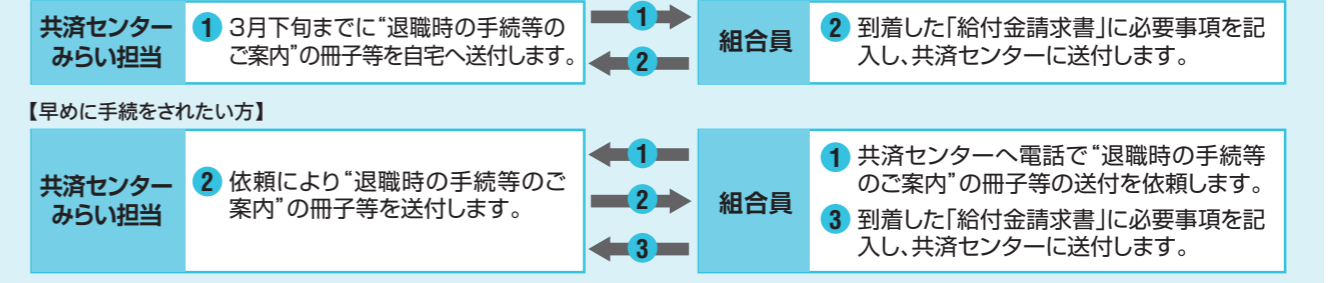 共済センター
みらい担当
① 3月下旬までに“退職時の手続等の
ご案内”の冊子等を自宅へ送付します。
1
2
組合員
② 到着した「給付金請求書」に必要事項を記
入し、共済センターに送付します。
【早めに手続をされたい方】
共済センター
みらい担当
② 依頼により“退職時の手続等のご
案内”の冊子等を送付します。
1
2
3
組合員
① 共済センターへ電話で“退職時の手続等
のご案内”の冊子等の送付を依頼します。
③ 到着した「給付金請求書」に必要事項を記
入し、共済センターに送付します。